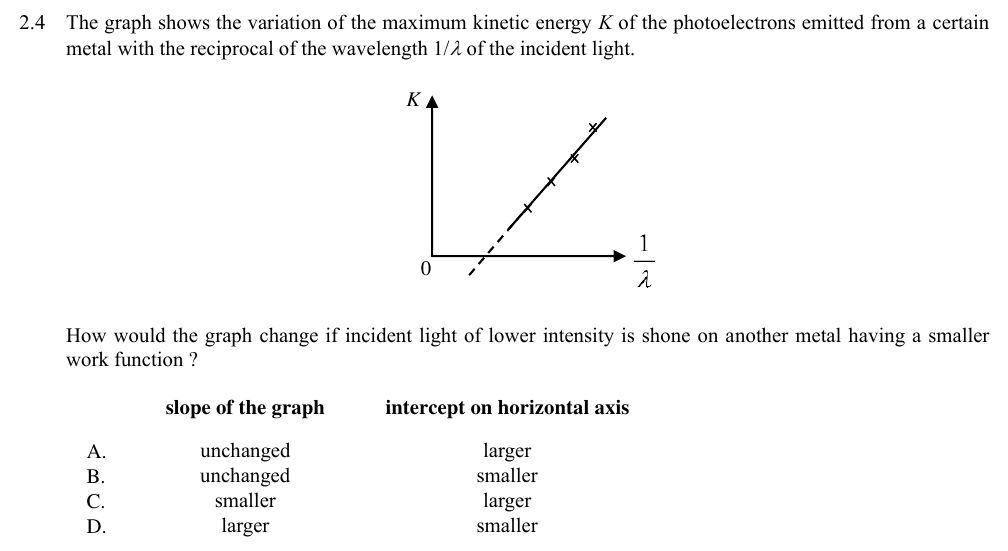 2.4 The graph shows the variation of the maximum kinetic energy K of the photoelectrons emitted from a certain
metal with the reciprocal of the wavelength 1/λ of the incident light.
K
0
1
λ
How would the graph change if incident light of lower intensity is shone on another metal having a smaller
work function ?
slope of the graph intercept on horizontal axis
A. unchanged larger
B. unchanged smaller
C. smaller larger
D. larger smaller